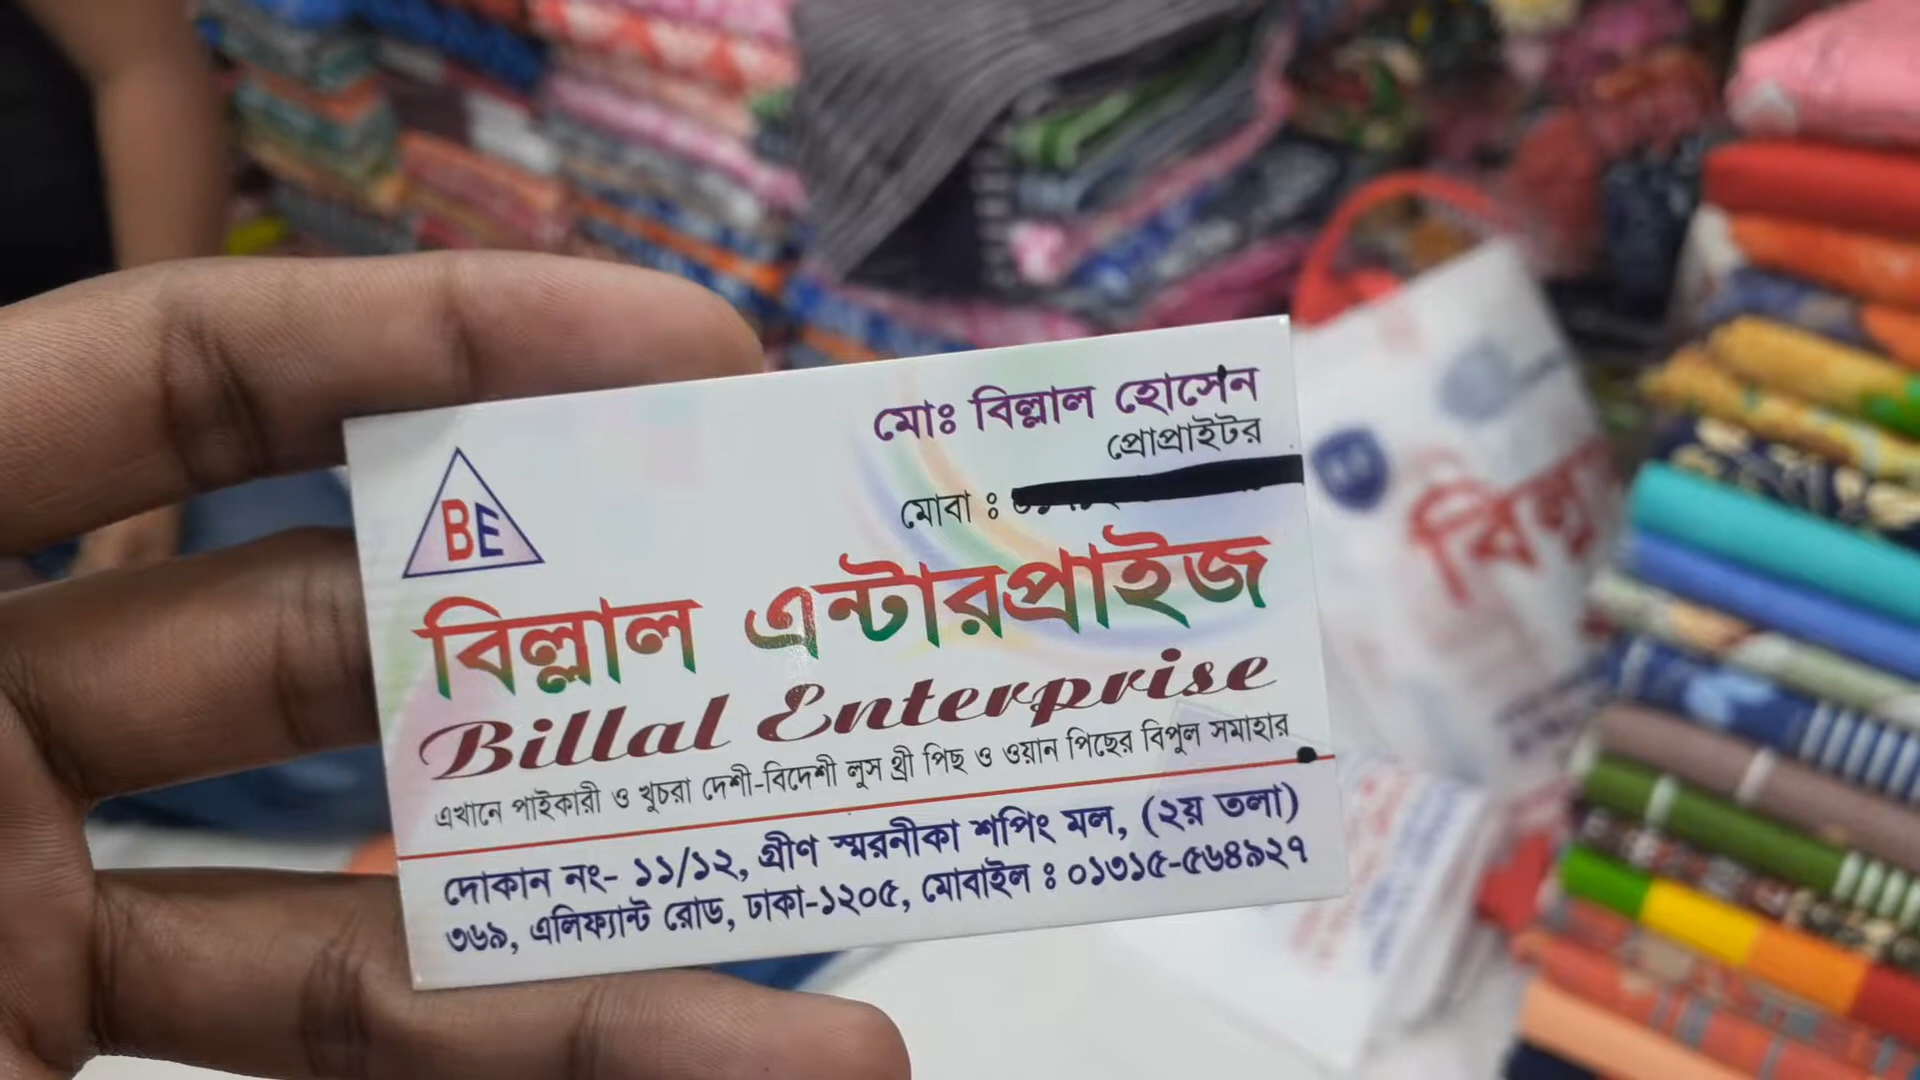 মোঃ বিল্লাল হোসেন
প্রোপ্রাইটর
মোবা :
BE
বিল্লাল এন্টারপ্রাইজ
Billal Enterprise
এখানে পাইকারী ও খুচরা দেশী-বিদেশী লুস থ্রী পিছ ও ওয়ান পিছের বিপুল সমাহার
দোকান নং- ১১/১২, গ্রীণ স্মরনীকা শপিং মল, (২য় তলা)
৩৬৯, এলিফ্যান্ট রোড, ঢাকা-১২০৫, মোবাইল : ০১৩১৫-৫৬৪৯২৭